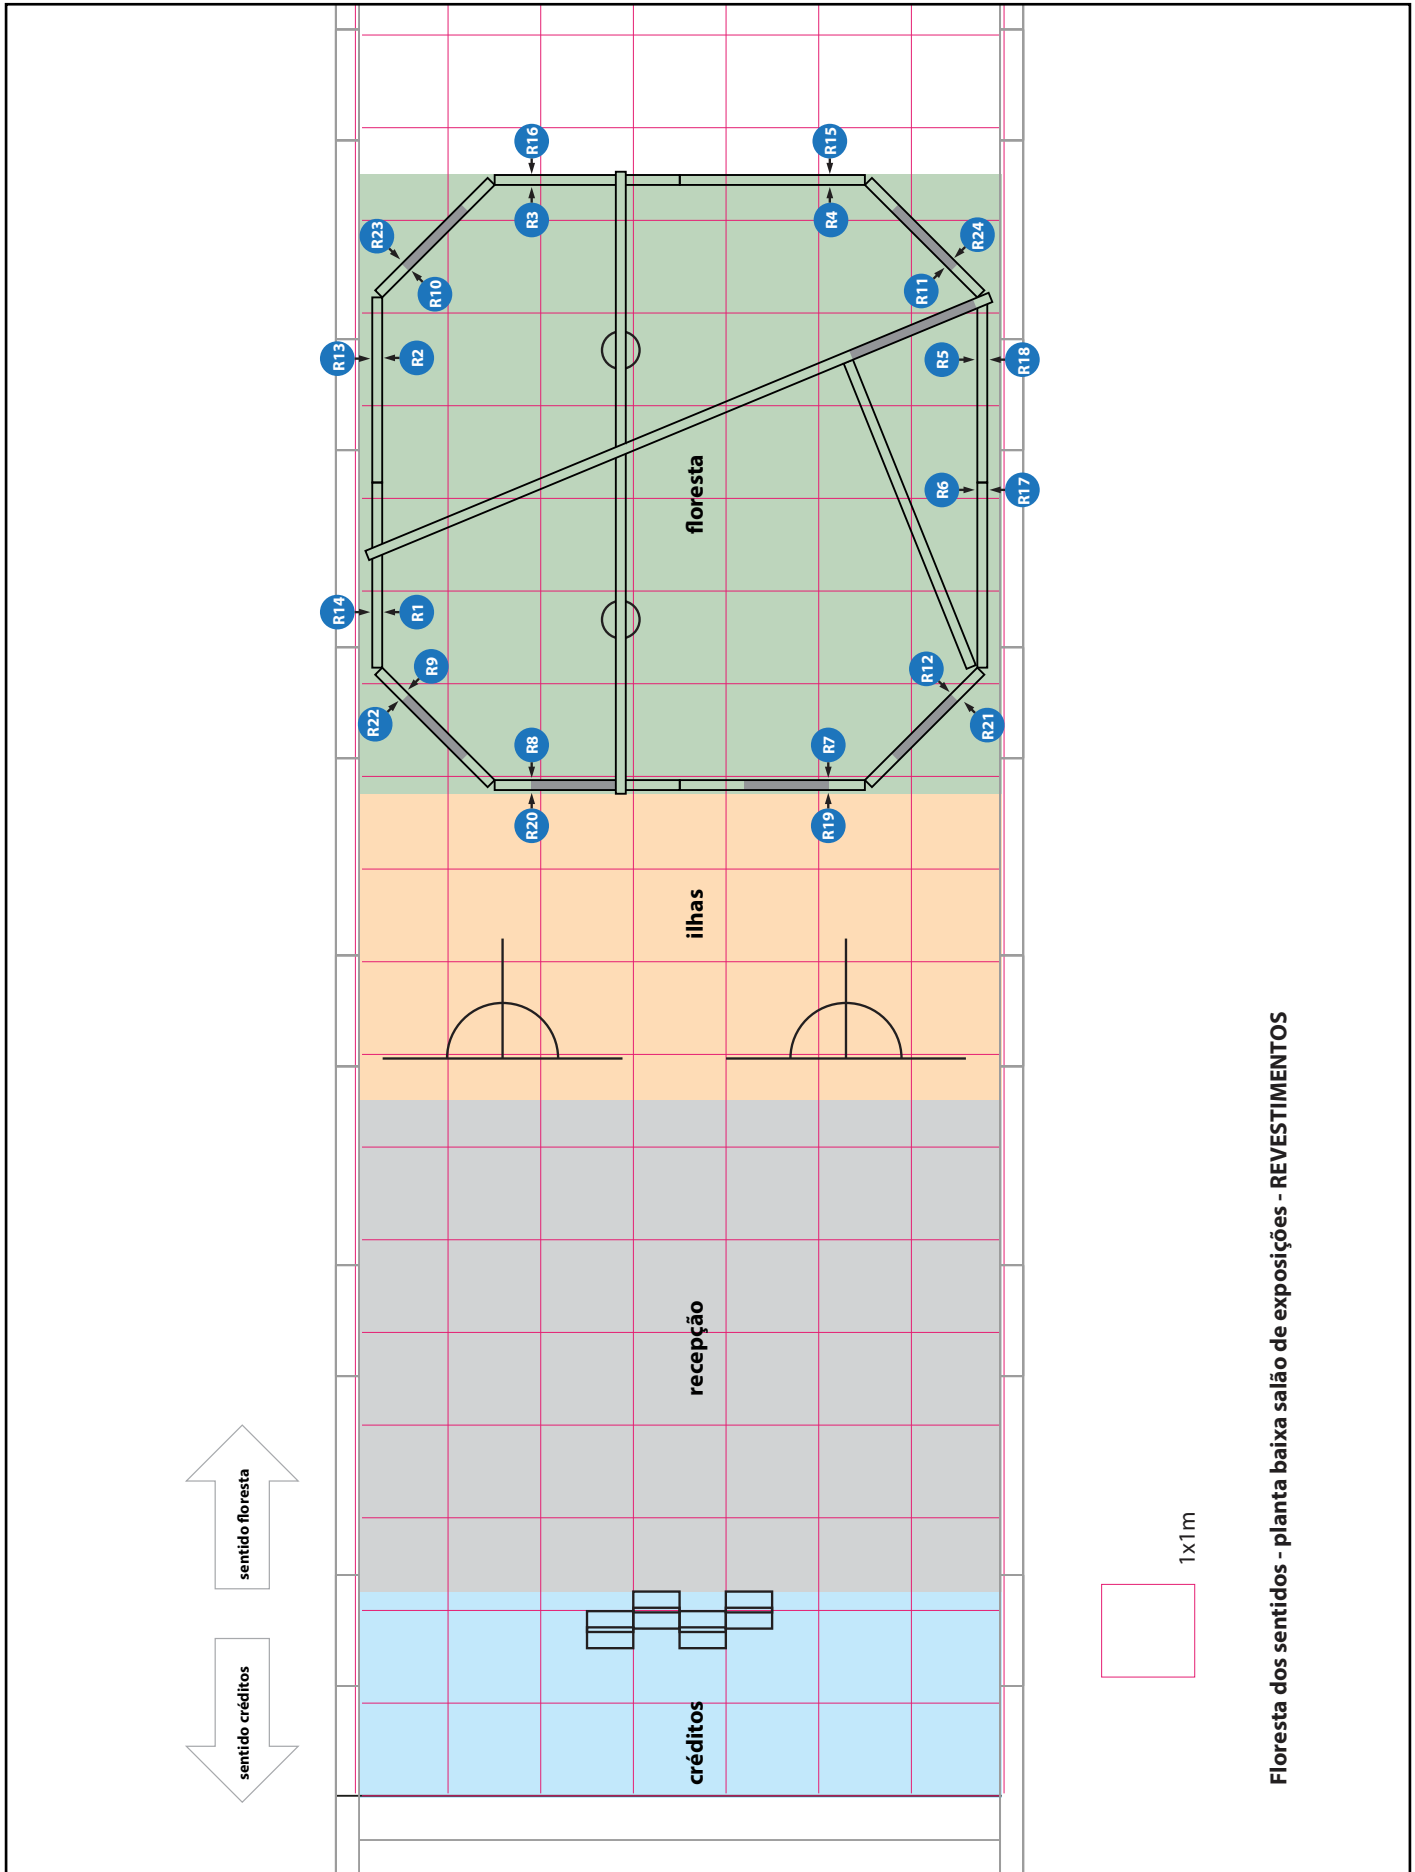 R16
R15
R3
R4
R23
R24
R10
R11
R13
R2
R5
R18
floresta
R6
R17
R14
R1
R9
R12
R22
R21
R8
R7
R20
R19
ilhas
recepção
sentido floresta
1x1m
sentido créditos
créditos
Floresta dos sentidos - planta baixa salão de exposições - REVESTIMENTOS